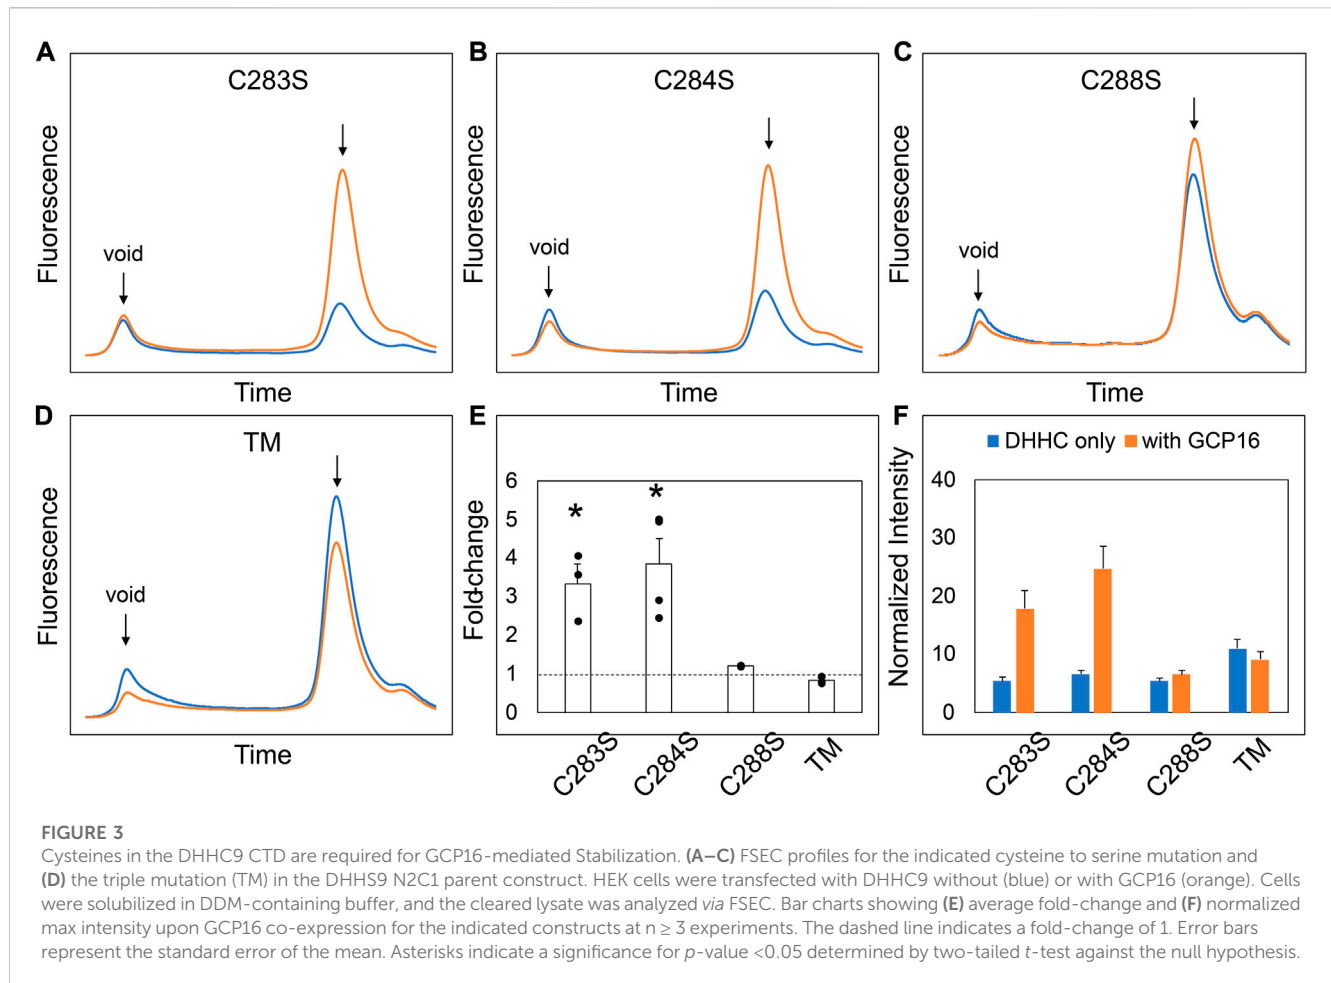 A
C283S
Fluorescence
void
Time
B
C284S
Fluorescence
void
Time
C
C288S
Fluorescence
void
Time
D
TM
Fluorescence
void
Time
E
Fold-change
6
5
4
3
2
1
0
*
*
C283S
C284S
C288S
TM
F
DHHC only with GCP16
Normalized Intensity
40
30
20
10
0
C283S
C284S
C288S
TM
FIGURE 3
Cysteines in the DHHC9 CTD are required for GCP16-mediated Stabilization. (A–C) FSEC profiles for the indicated cysteine to serine mutation and
(D) the triple mutation (TM) in the DHHS9 N2C1 parent construct. HEK cells were transfected with DHHC9 without (blue) or with GCP16 (orange). Cells
were solubilized in DDM-containing buffer, and the cleared lysate was analyzed via FSEC. Bar charts showing (E) average fold-change and (F) normalized
max intensity upon GCP16 co-expression for the indicated constructs at n ≥ 3 experiments. The dashed line indicates a fold-change of 1. Error bars
represent the standard error of the mean. Asterisks indicate a significance for p-value <0.05 determined by two-tailed t-test against the null hypothesis.